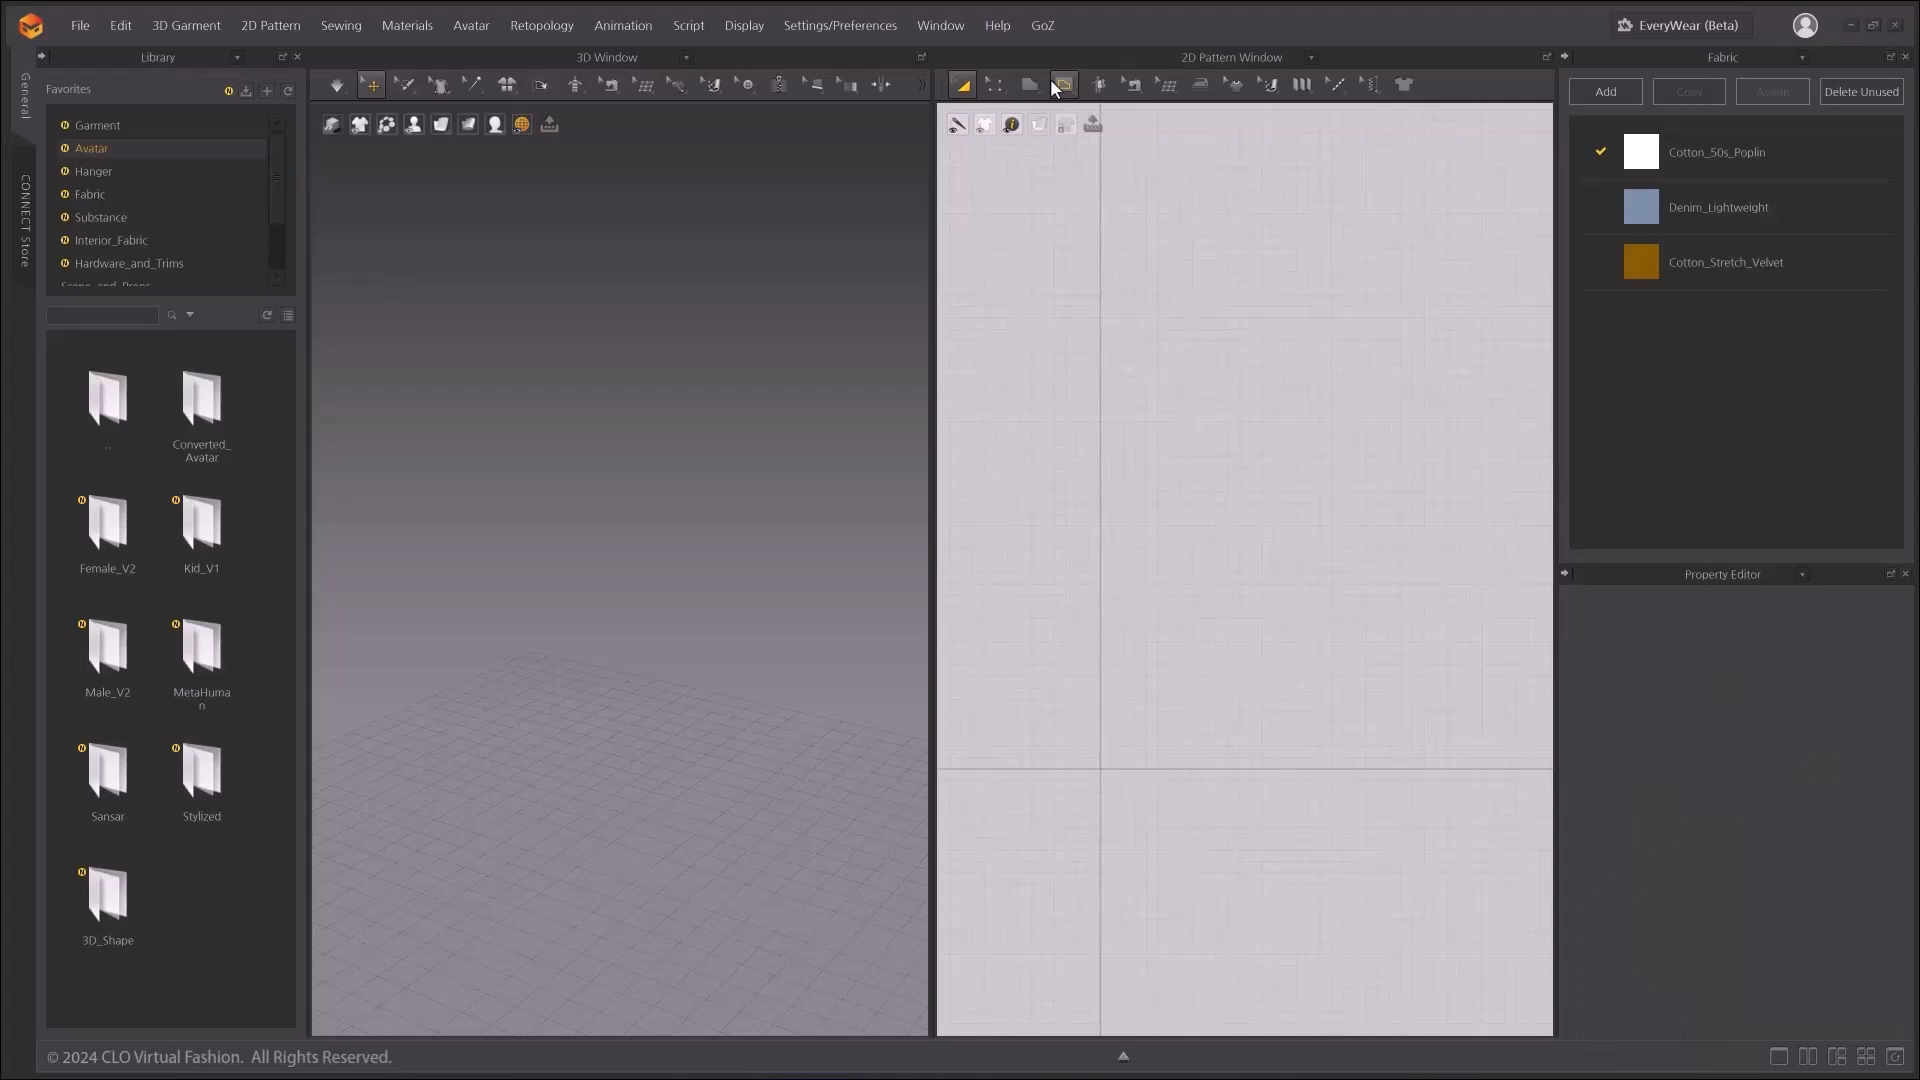 File Edit 3D Garment 2D Pattern Sewing Materials Avatar Retopology Animation Script Display Settings/Preferences Window Help GoZ EveryWear (Beta)
Library 3D Window 2D Pattern Window Fabric
General
CONNECT Store
Favorites
Garment
Avatar
Hanger
Fabric
Substance
Interior_Fabric
Hardware_and_Trims
Scene_and_Props
..
Converted_
Avatar
Female_V2
Kid_V1
Male_V2
MetaHuma
n
Sansar
Stylized
3D_Shape
Add Copy Assign Delete Unused
Cotton_50s_Poplin
Denim_Lightweight
Cotton_Stretch_Velvet
Property Editor
© 2024 CLO Virtual Fashion. All Rights Reserved.